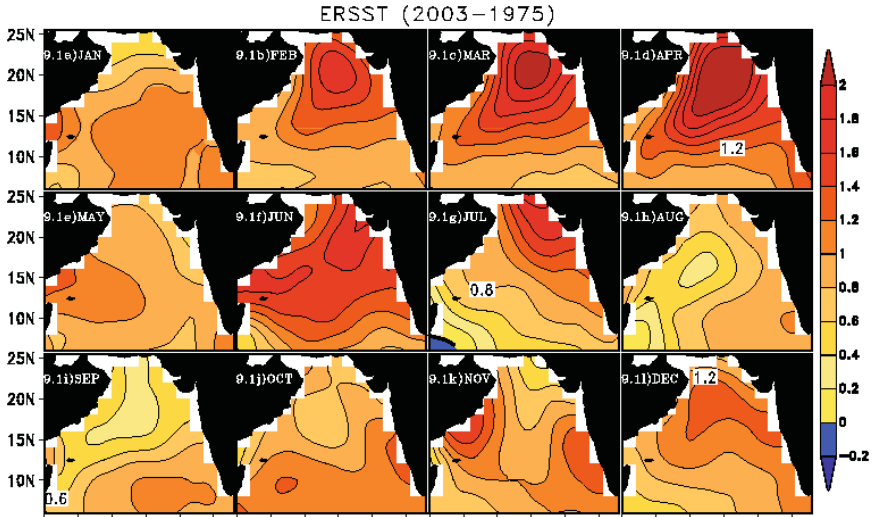 ERSST (2003–1975)
25N
20N
15N
10N
9.1a)JAN
9.1b)FEB
9.1c)MAR
9.1d)APR
1.2
20N
15N
10N
25N
9.1e)MAY
9.1f)JUN
9.1g)JUL
9.1h)AUG
0.8
25N
20N
15N
10N
9.1i)SEP
9.1j)OCT
9.1k)NOV
9.1l)DEC
1.2
0.6
2
1.8
1.6
1.4
1.2
1
0.8
0.6
0.4
0.2
0
−0.2